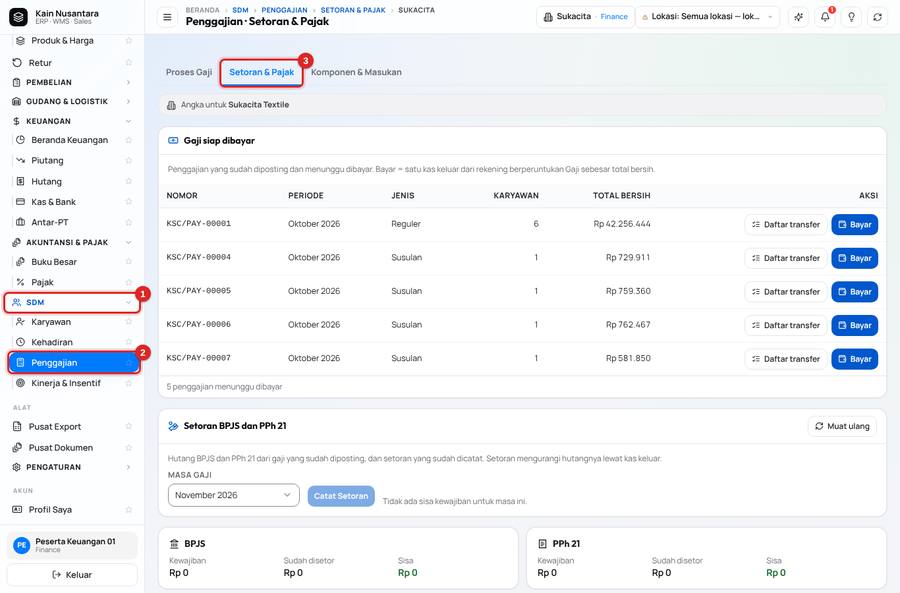 Kain Nusantara
ERP · WMS · Sales
Produk & Harga
Retur
PEMBELIAN
GUDANG & LOGISTIK
KEUANGAN
Beranda Keuangan
Piutang
Hutang
Kas & Bank
Antar-PT
AKUNTANSI & PAJAK
Buku Besar
Pajak
SDM
1
Karyawan
Kehadiran
Penggajian
2
Kinerja & Insentif
ALAT
Pusat Export
Pusat Dokumen
PENGATURAN
AKUN
Profil Saya
PE
Peserta Keuangan 01
Finance
Keluar
BERANDA › SDM › PENGGAJIAN › SETORAN & PAJAK › SUKACITA
Penggajian · Setoran & Pajak
Sukacita · Finance
Lokasi: Semua lokasi — lok...
1
Proses Gaji
Setoran & Pajak
3
Komponen & Masukan
Angka untuk Sukacita Textile
Gaji siap dibayar
Penggajian yang sudah diposting dan menunggu dibayar. Bayar = satu kas keluar dari rekening berperuntukan Gaji sebesar total bersih.
NOMOR PERIODE JENIS KARYAWAN TOTAL BERSIH AKSI
KSC/PAY-00001 Oktober 2026 Reguler 6 Rp 42.256.444 Daftar transfer Bayar
KSC/PAY-00004 Oktober 2026 Susulan 1 Rp 729.911 Daftar transfer Bayar
KSC/PAY-00005 Oktober 2026 Susulan 1 Rp 759.360 Daftar transfer Bayar
KSC/PAY-00006 Oktober 2026 Susulan 1 Rp 762.467 Daftar transfer Bayar
KSC/PAY-00007 Oktober 2026 Susulan 1 Rp 581.850 Daftar transfer Bayar
5 penggajian menunggu dibayar
Setoran BPJS dan PPh 21
Muat ulang
Hutang BPJS dan PPh 21 dari gaji yang sudah diposting, dan setoran yang sudah dicatat. Setoran mengurangi hutangnya lewat kas keluar.
MASA GAJI
November 2026
Catat Setoran
Tidak ada sisa kewajiban untuk masa ini.
BPJS
Kewajiban Sudah disetor Sisa
Rp 0 Rp 0 Rp 0
PPh 21
Kewajiban Sudah disetor Sisa
Rp 0 Rp 0 Rp 0